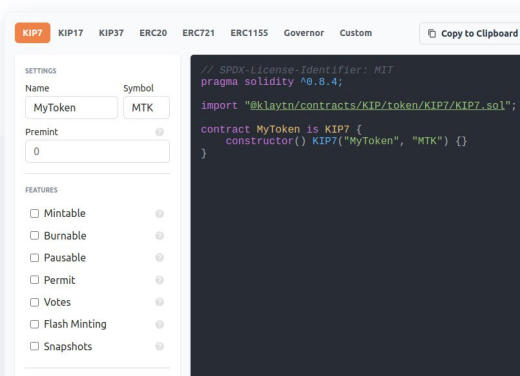 KIP7 KIP17 KIP37 ERC20 ERC721 ERC1155 Governor Custom Copy to Clipboard
SETTINGS
Name Symbol
MyToken MTK
Premint
0
FEATURES
Mintable
Burnable
Pausable
Permit
Votes
Flash Minting
Snapshots
// SPDX-License-Identifier: MIT
pragma solidity ^0.8.4;
import "@klaytn/contracts/KIP/token/KIP7/KIP7.sol";
contract MyToken is KIP7 {
constructor() KIP7("MyToken", "MTK") {}
}